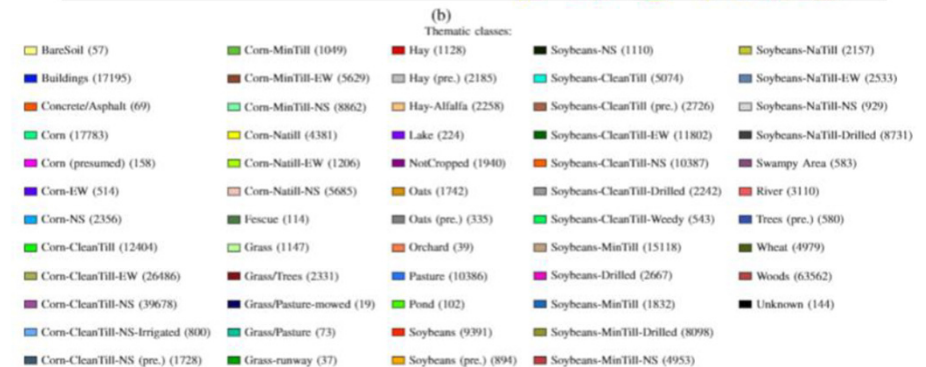 (b)
Thematic classes:
BareSoil (57)
Buildings (17195)
Concrete/Asphalt (69)
Corn (17783)
Corn (presumed) (158)
Corn-EW (514)
Corn-NS (2356)
Corn-CleanTill (12404)
Corn-CleanTill-EW (26486)
Corn-CleanTill-NS (39678)
Corn-CleanTill-NS-Irrigated (800)
Corn-CleanTill-NS (pre.) (1728)
Corn-MinTill (1049)
Corn-MinTill-EW (5629)
Corn-MinTill-NS (8862)
Corn-Natill (4381)
Corn-Natill-EW (1206)
Corn-Natill-NS (5685)
Fescue (114)
Grass (1147)
Grass/Trees (2331)
Grass/Pasture-mowed (19)
Grass/Pasture (73)
Grass-runway (37)
Hay (1128)
Hay (pre.) (2185)
Hay-Alfalfa (2258)
Lake (224)
NotCropped (1940)
Oats (1742)
Oats (pre.) (335)
Orchard (39)
Pasture (10386)
Pond (102)
Soybeans (9391)
Soybeans (pre.) (894)
Soybeans-NS (1110)
Soybeans-CleanTill (5074)
Soybeans-CleanTill (pre.) (2726)
Soybeans-CleanTill-EW (11802)
Soybeans-CleanTill-NS (10387)
Soybeans-CleanTill-Drilled (2242)
Soybeans-CleanTill-Weedy (543)
Soybeans-MinTill (15118)
Soybeans-Drilled (2667)
Soybeans-MinTill (1832)
Soybeans-MinTill-Drilled (8098)
Soybeans-MinTill-NS (4953)
Soybeans-NaTill (2157)
Soybeans-NaTill-EW (2533)
Soybeans-NaTill-NS (929)
Soybeans-NaTill-Drilled (8731)
Swampy Area (583)
River (3110)
Trees (pre.) (580)
Wheat (4979)
Woods (63562)
Unknown (144)